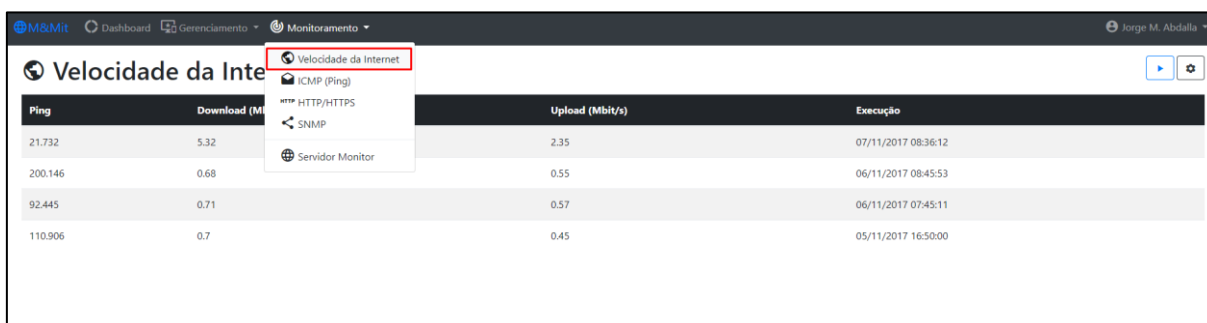 M&Mit Dashboard Gerenciamento Monitoramento Jorge M. Abdalla
Velocidade da Internet
ICMP (Ping)
HTTP HTTP/HTTPS
SNMP
Servidor Monitor
Velocidade da Inte
Ping Download (M Upload (Mbit/s) Execução
21.732 5.32 2.35 07/11/2017 08:36:12
200.146 0.68 0.55 06/11/2017 08:45:53
92.445 0.71 0.57 06/11/2017 07:45:11
110.906 0.7 0.45 05/11/2017 16:50:00